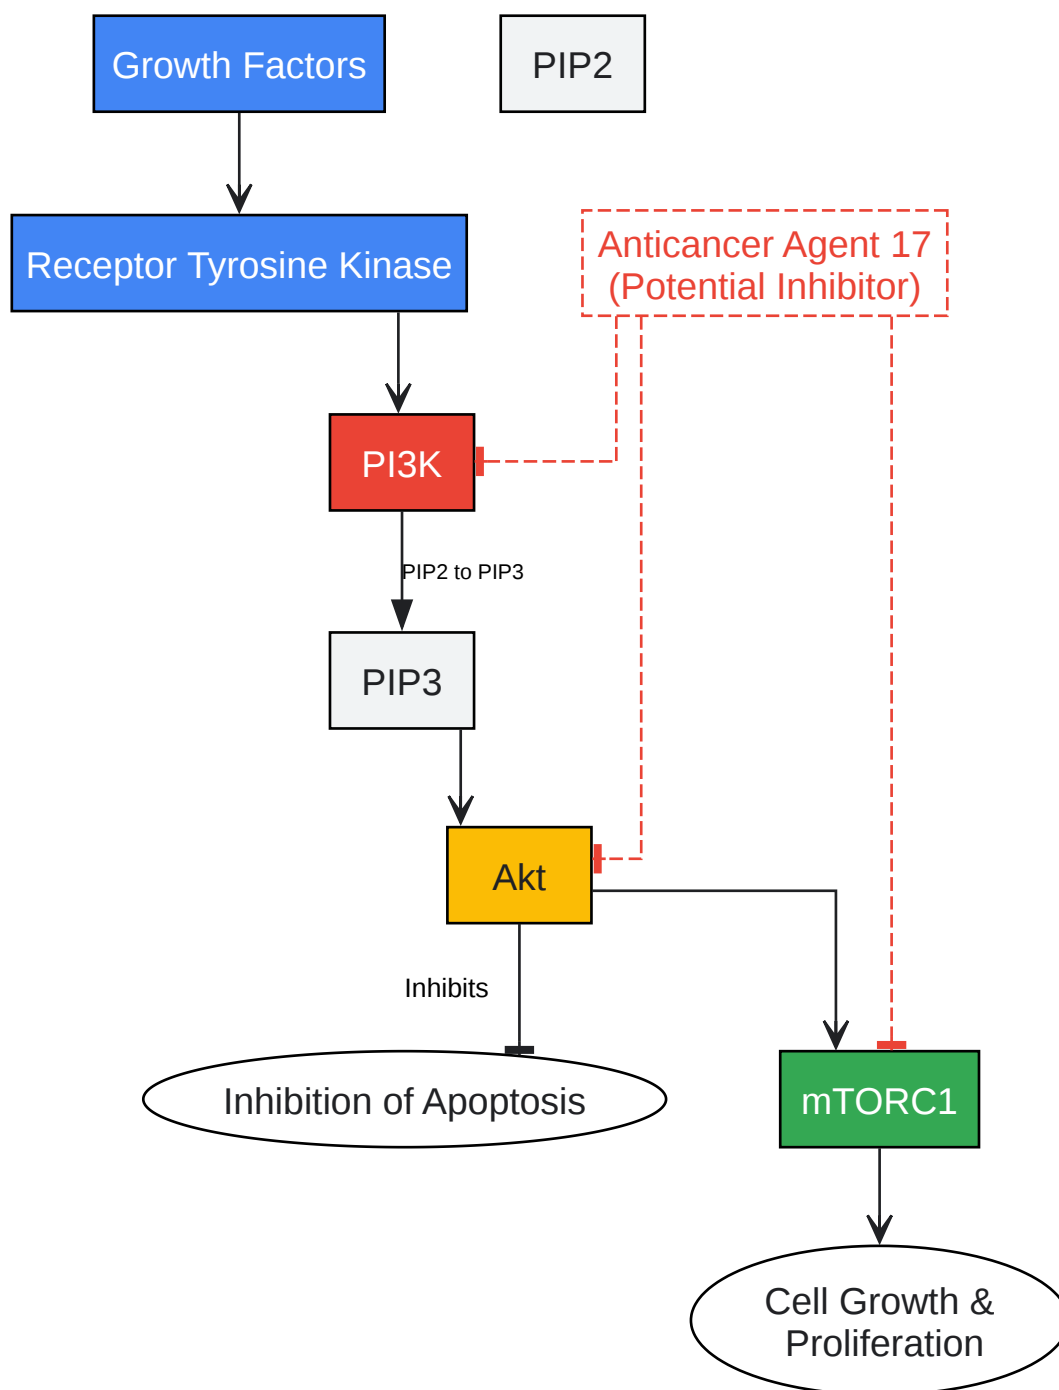 Growth Factors
PIP2
Receptor Tyrosine Kinase
Anticancer Agent 17
(Potential Inhibitor)
PI3K
PIP2 to PIP3
PIP3
Akt
Inhibits
Inhibition of Apoptosis
mTORC1
Cell Growth &
Proliferation